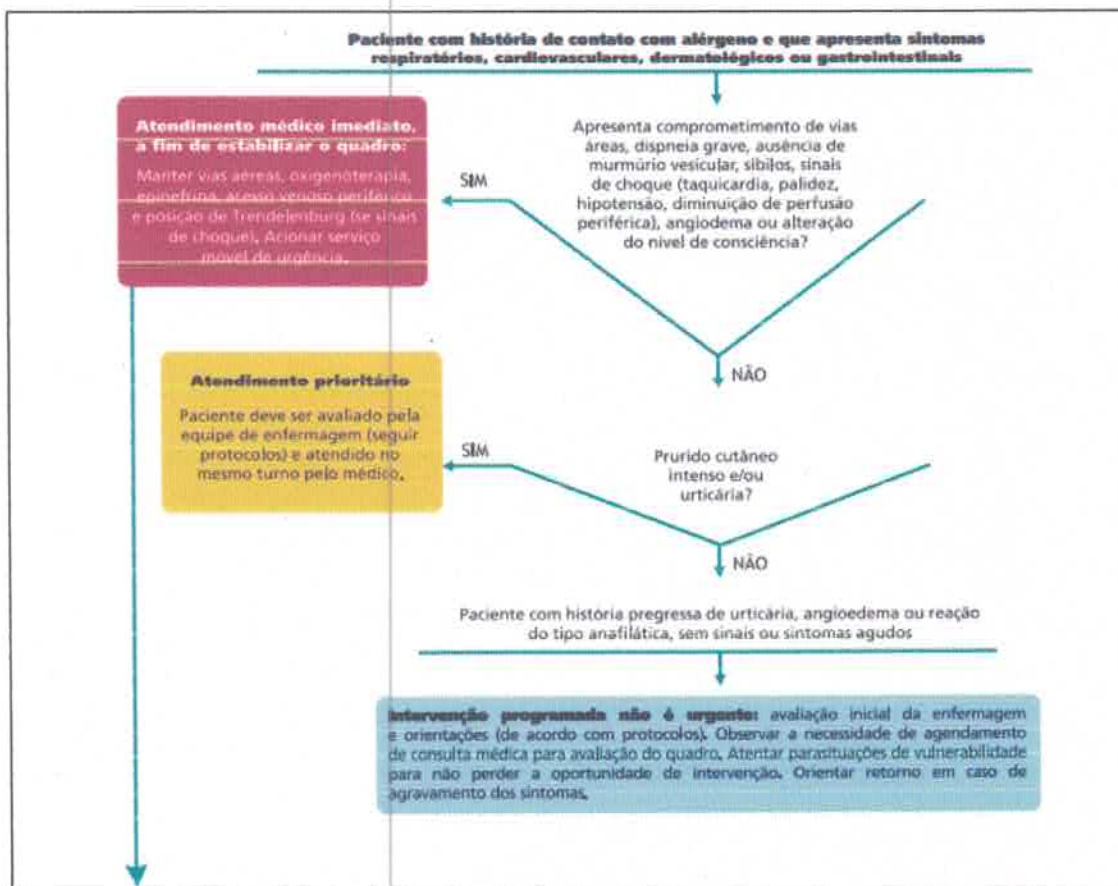 Paciente com história de contato com alérgeno e que apresenta sintomas
respiratórios, cardiovasculares, dermatológicos ou gastrointestinais
Atendimento médico imediato,
a fim de estabilizar o quadro:
Manter vias aéreas, oxigenoterapia,
epinefrina, acesso venoso periférico
e posição de Trendelenburg (se sinais
de choque). Acionar serviço
móvel de urgência.
SIM
Apresenta comprometimento de vias
áreas, dispneia grave, ausência de
murmúrio vesicular, sibilos, sinais
de choque (taquicardia, palidez,
hipotensão, diminuição de perfusão
periférica), angiodema ou alteração
do nível de consciência?
NÃO
Atendimento prioritário
Paciente deve ser avaliado pela
equipe de enfermagem (seguir
protocolos) e atendido no
mesmo turno pelo médico.
SIM
Prurido cutâneo
intenso e/ou
urticária?
NÃO
Paciente com história pregressa de urticária, angioedema ou reação
do tipo anafilática, sem sinais ou sintomas agudos
Intervenção programada não é urgente: avaliação inicial da enfermagem
e orientações (de acordo com protocolos). Observar a necessidade de agendamento
de consulta médica para avaliação do quadro. Atentar parasituações de vulnerabilidade
para não perder a oportunidade de intervenção. Orientar retorno em caso de
agravamento dos sintomas.